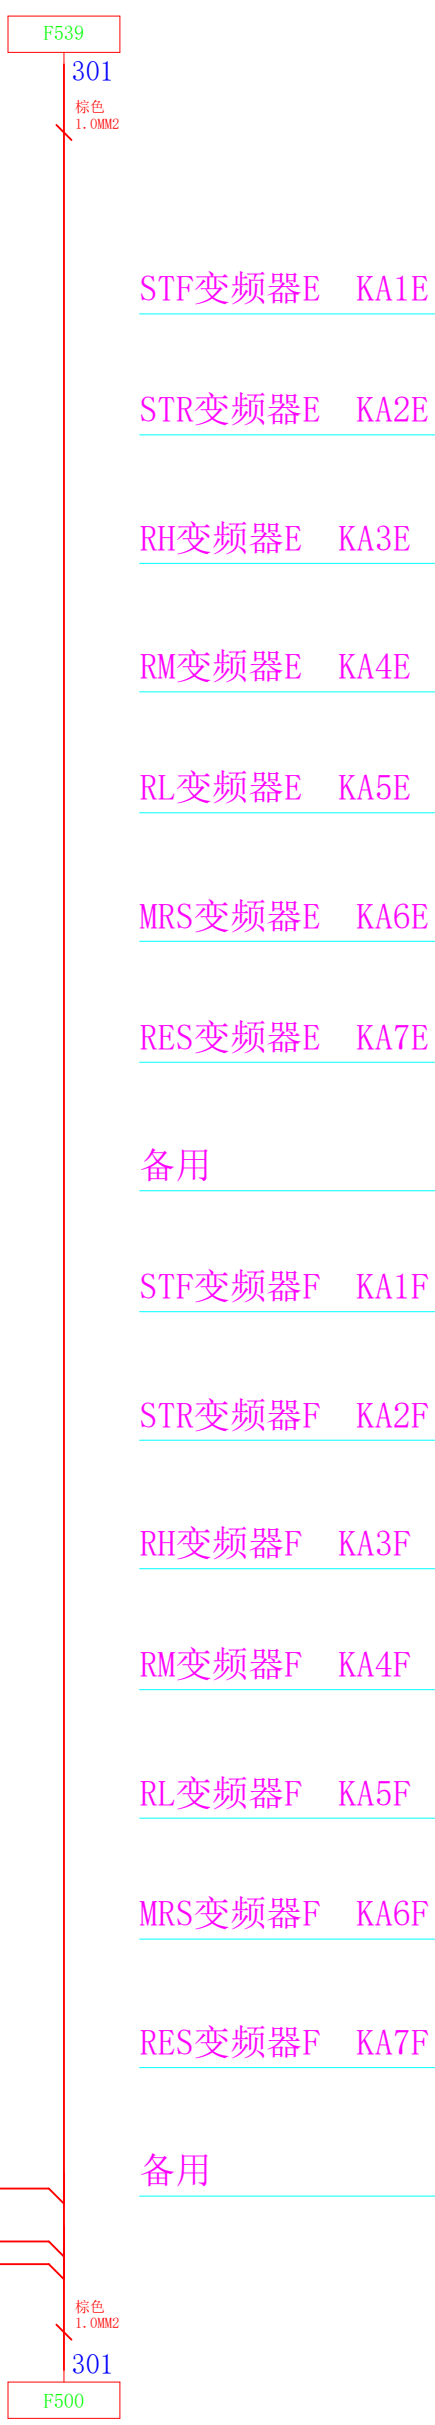 F539
301
棕色
1.0MM2
STF变频器E KA1E
STR变频器E KA2E
RH变频器E KA3E
RM变频器E KA4E
RL变频器E KA5E
MRS变频器E KA6E
RES变频器E KA7E
备用
STF变频器F KA1F
STR变频器F KA2F
RH变频器F KA3F
RM变频器F KA4F
RL变频器F KA5F
MRS变频器F KA6F
RES变频器F KA7F
备用
棕色
1.0MM2
301
F500